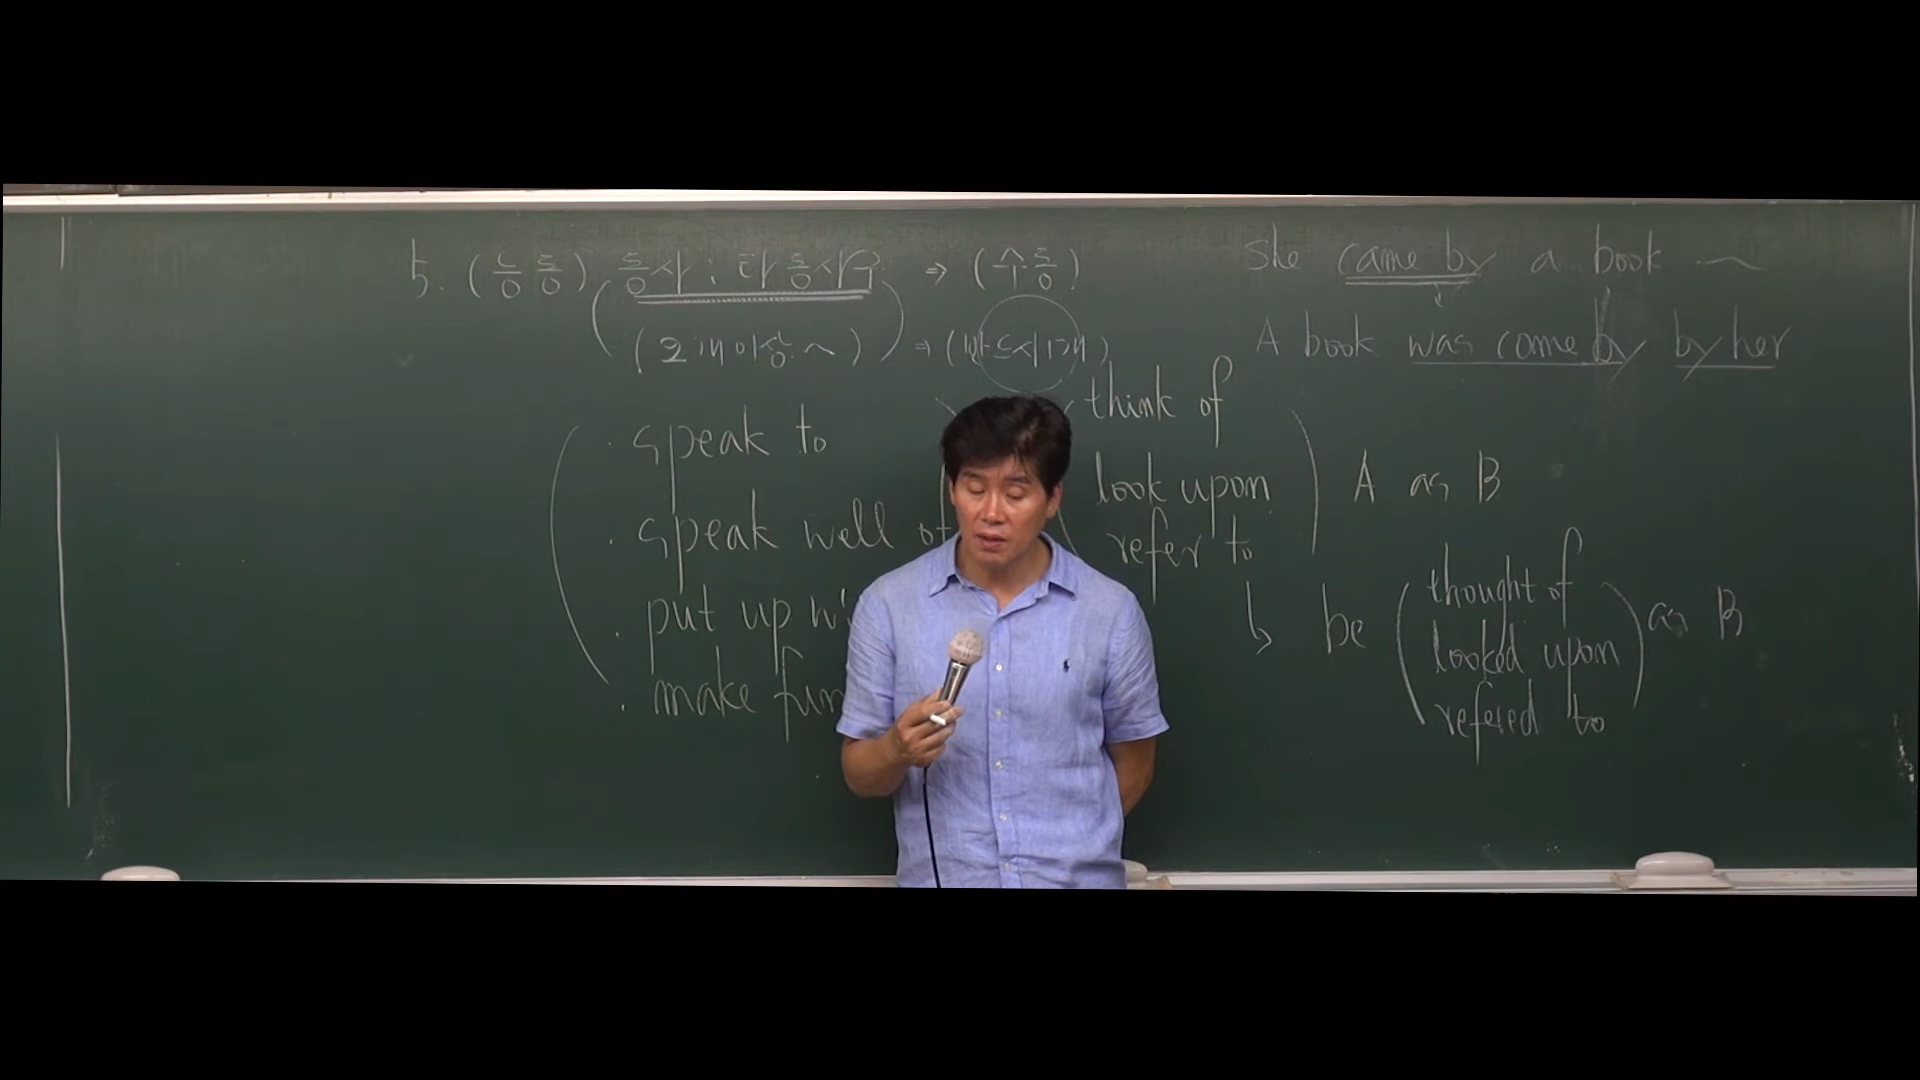 5. (능동) 동사 : 타동사구 ⇒ (수동)
(2개 이상 ~) ⇒ (반드시 1개)
She came by a book ~
A book was come by by her
· speak to
· speak well of
· put up
· make fun
think of
look upon
refer to
A as B
↳ be
thought of
looked upon
refered to
as B